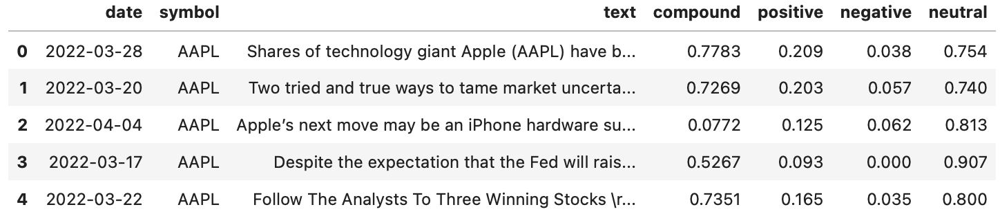 date symbol text compound positive negative neutral
0 2022-03-28 AAPL Shares of technology giant Apple (AAPL) have b... 0.7783 0.209 0.038 0.754
1 2022-03-20 AAPL Two tried and true ways to tame market uncerta... 0.7269 0.203 0.057 0.740
2 2022-04-04 AAPL Apple’s next move may be an iPhone hardware su... 0.0772 0.125 0.062 0.813
3 2022-03-17 AAPL Despite the expectation that the Fed will rais... 0.5267 0.093 0.000 0.907
4 2022-03-22 AAPL Follow The Analysts To Three Winning Stocks \r... 0.7351 0.165 0.035 0.800